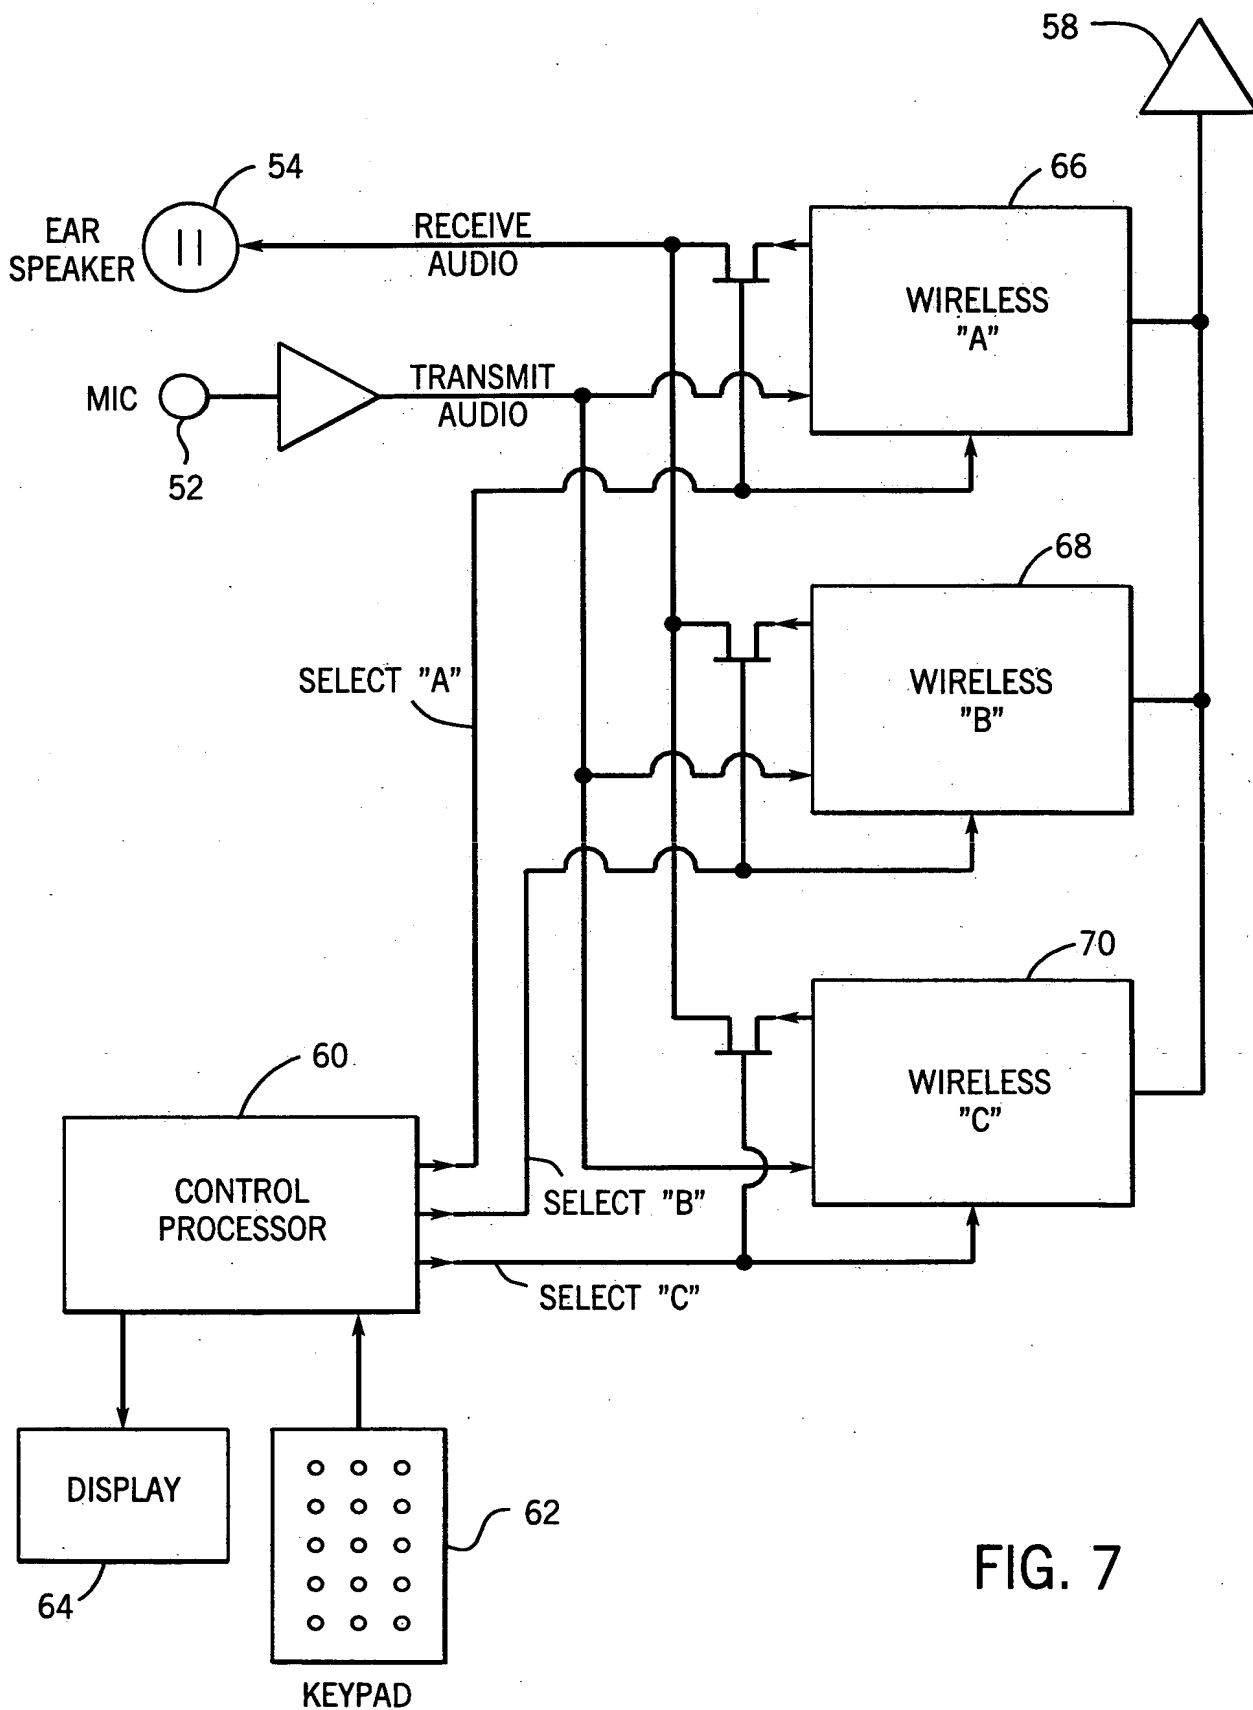 58
54
66
EAR
SPEAKER
RECEIVE
AUDIO
WIRELESS
"A"
MIC
TRANSMIT
AUDIO
52
68
SELECT "A"
WIRELESS
"B"
70
60
WIRELESS
"C"
CONTROL
PROCESSOR
SELECT "B"
SELECT "C"
DISPLAY
62
64
FIG. 7
KEYPAD